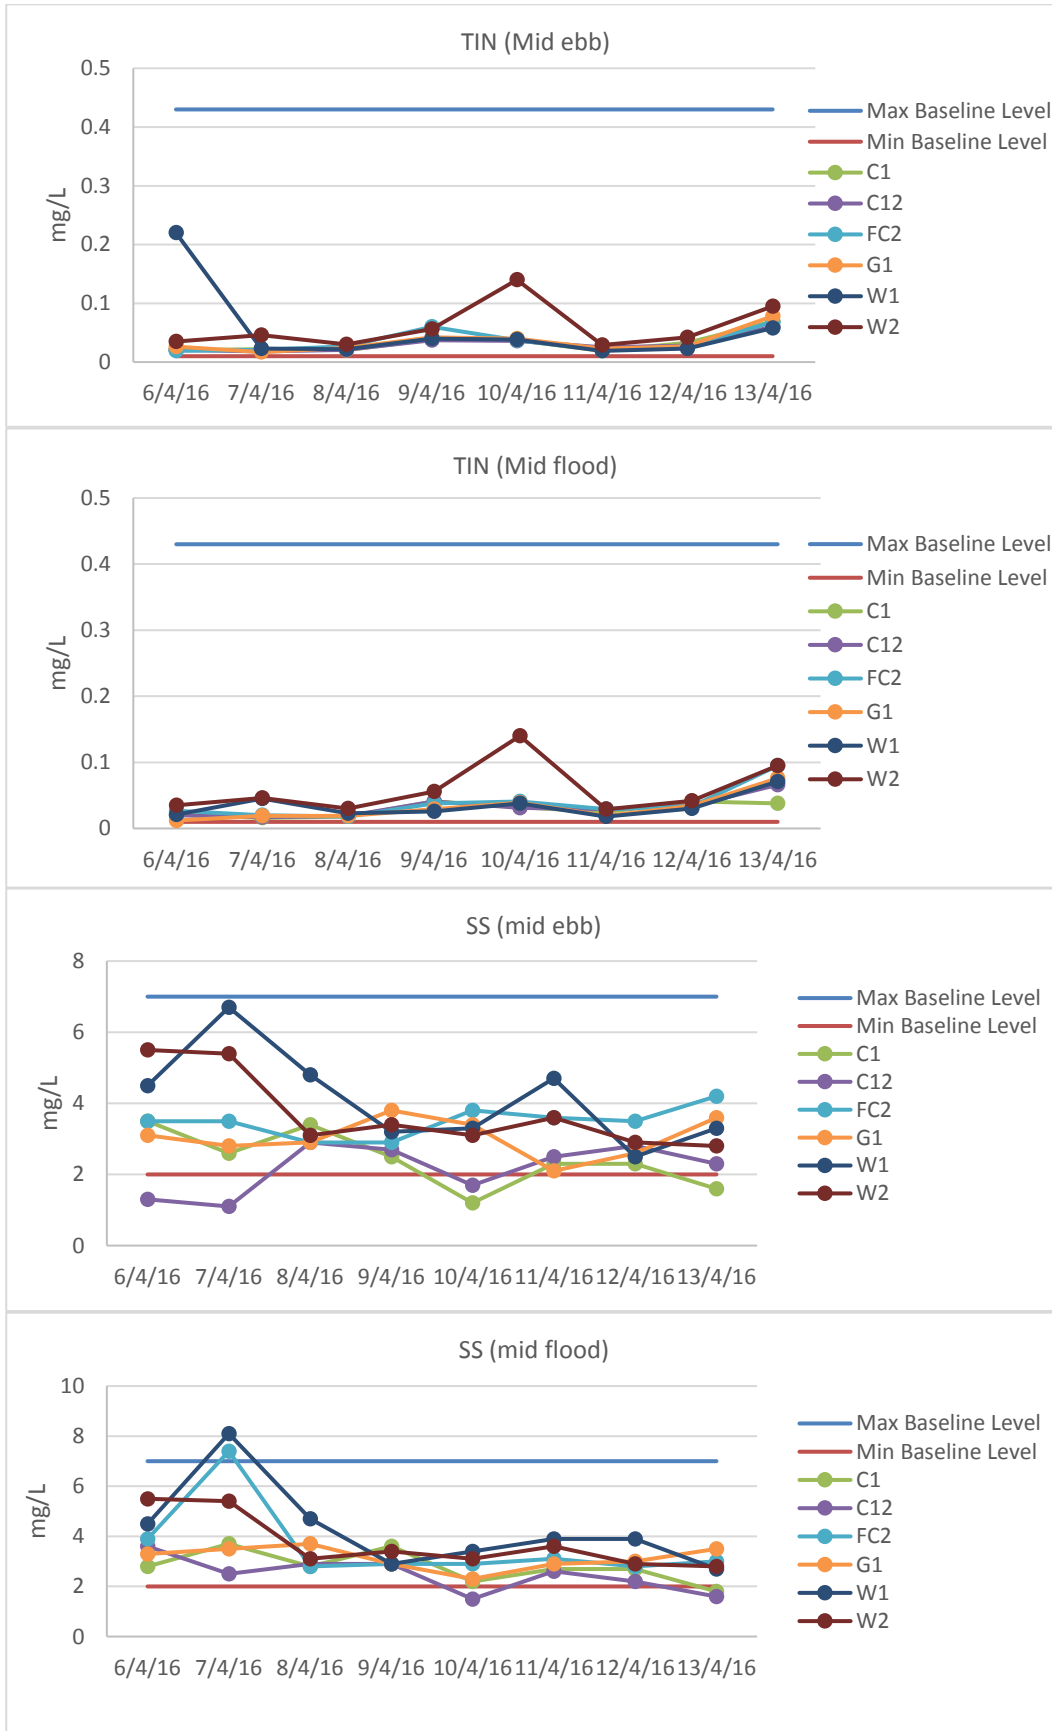 TIN (Mid ebb)
0.5
0.4
0.3
0.2
0.1
0
mg/L
6/4/16 7/4/16 8/4/16 9/4/16 10/4/16 11/4/16 12/4/16 13/4/16
Max Baseline Level
Min Baseline Level
C1
C12
FC2
G1
W1
W2
TIN (Mid flood)
0.5
0.4
0.3
0.2
0.1
0
mg/L
6/4/16 7/4/16 8/4/16 9/4/16 10/4/16 11/4/16 12/4/16 13/4/16
Max Baseline Level
Min Baseline Level
C1
C12
FC2
G1
W1
W2
SS (mid ebb)
8
6
4
2
0
mg/L
6/4/16 7/4/16 8/4/16 9/4/16 10/4/16 11/4/16 12/4/16 13/4/16
Max Baseline Level
Min Baseline Level
C1
C12
FC2
G1
W1
W2
SS (mid flood)
10
8
6
4
2
0
mg/L
6/4/16 7/4/16 8/4/16 9/4/16 10/4/16 11/4/16 12/4/16 13/4/16
Max Baseline Level
Min Baseline Level
C1
C12
FC2
G1
W1
W2